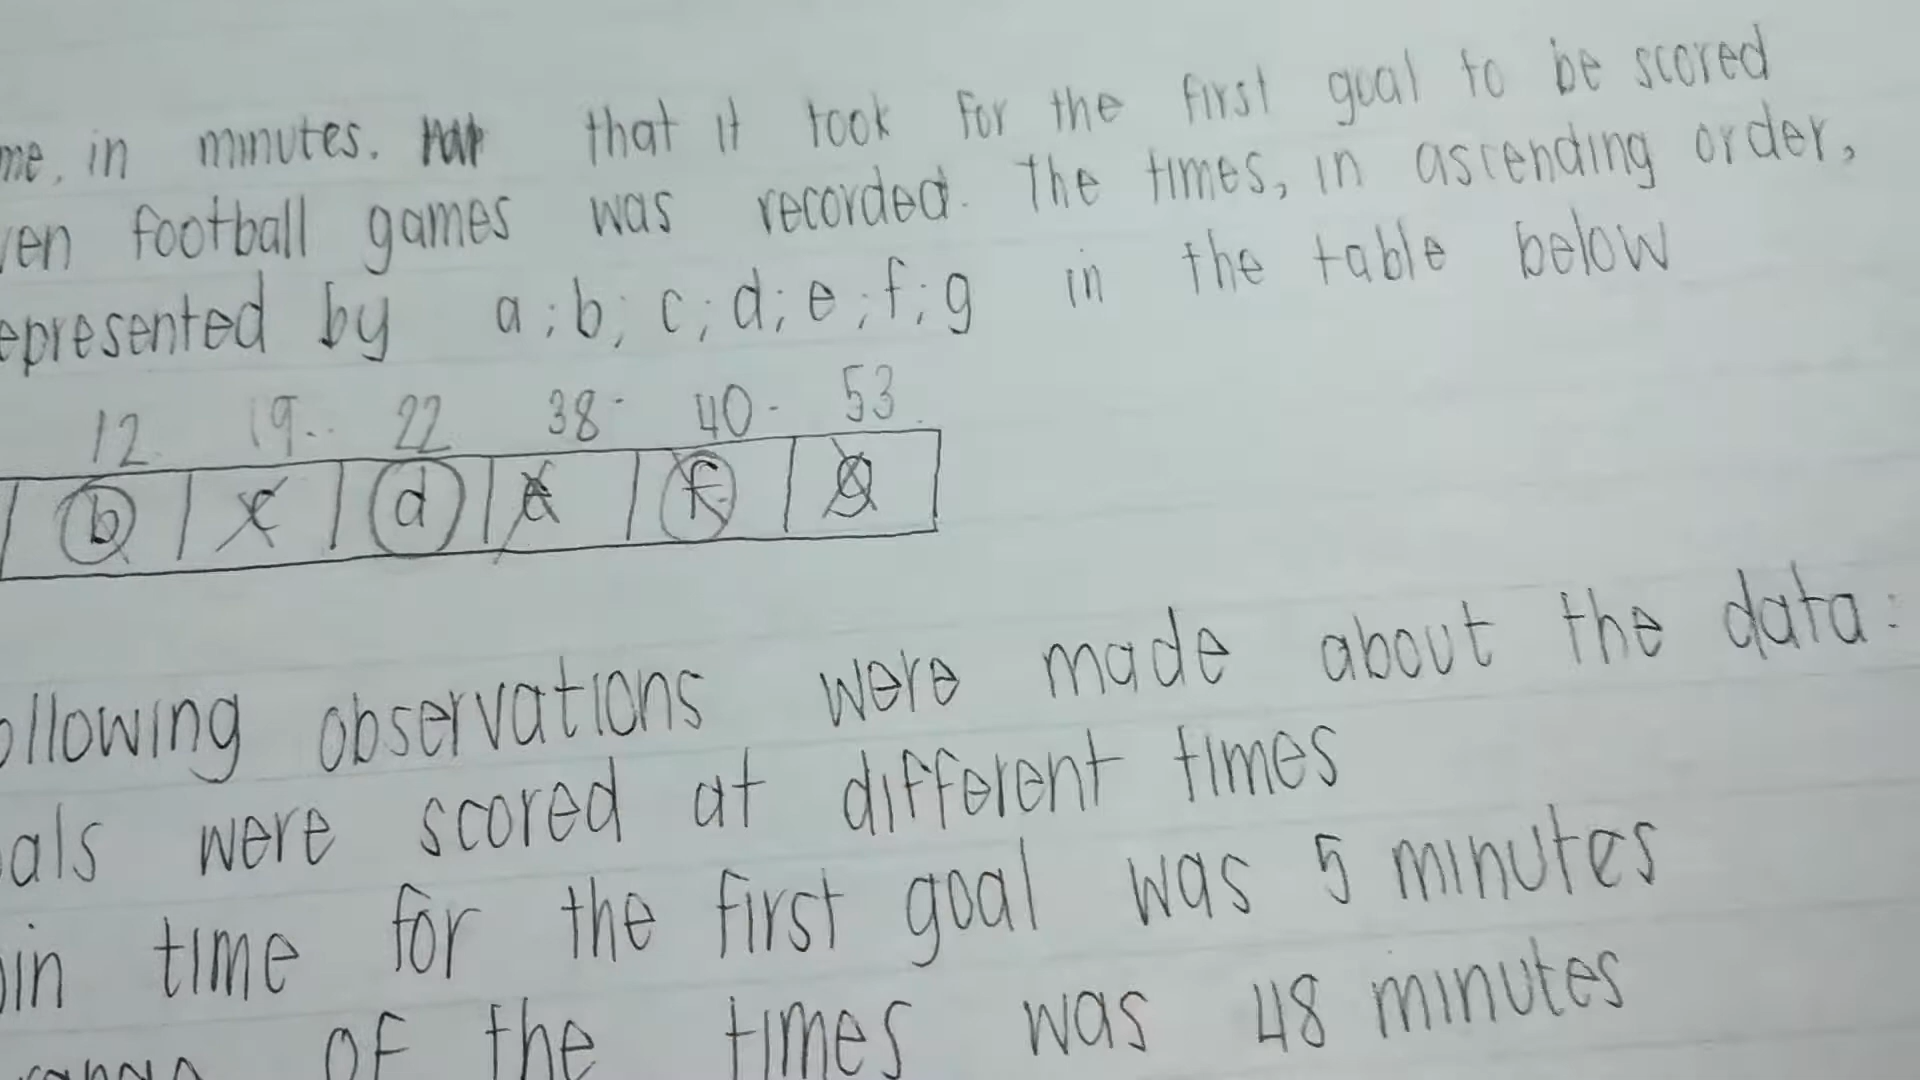 me, in minutes. that it took for the first goal to be scored
ven football games was recorded. The times, in ascending order,
epresented by a; b; c; d; e; f; g in the table below
12 19 22 38 40 53
b c d e f g
ollowing observations were made about the data:
als were scored at different times
in time for the first goal was 5 minutes
of the times was 48 minutes